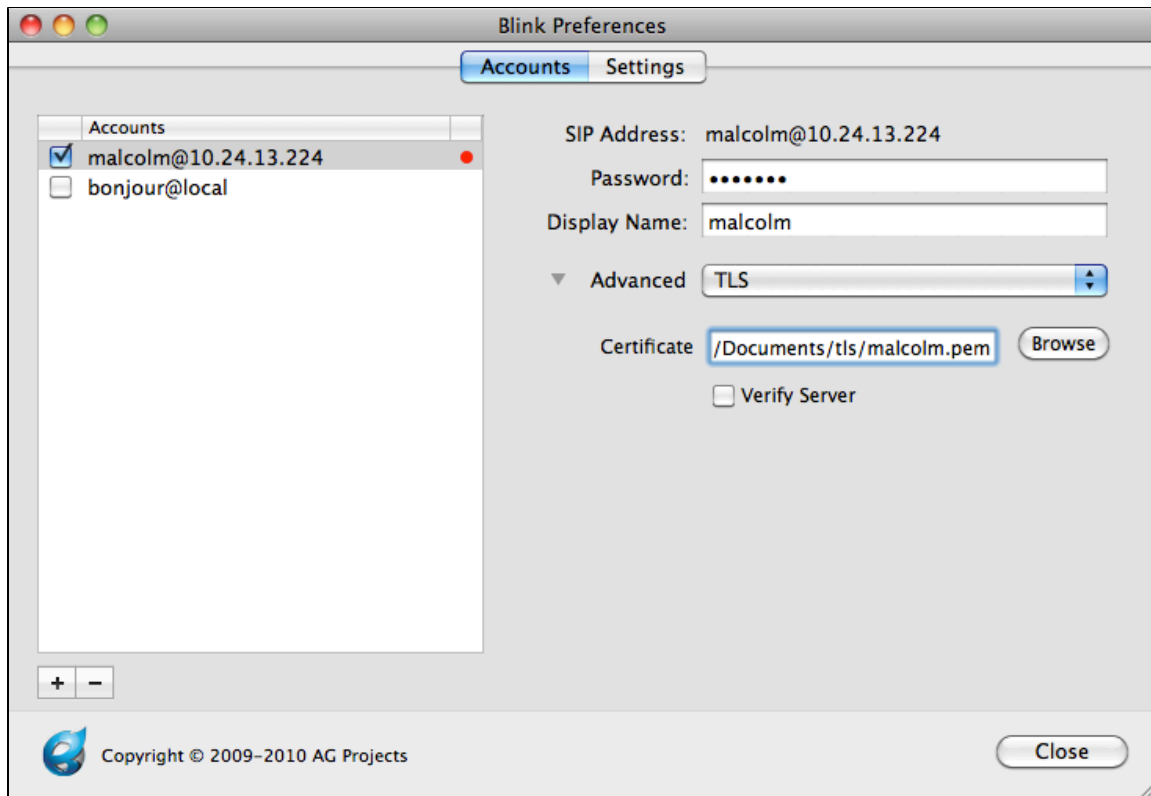 Blink Preferences
Accounts Settings
Accounts
malcolm@10.24.13.224
bonjour@local
SIP Address: malcolm@10.24.13.224
Password: •••••••
Display Name: malcolm
Advanced TLS
Certificate /Documents/tls/malcolm.pem Browse
Verify Server
+ −
Copyright © 2009–2010 AG Projects
Close